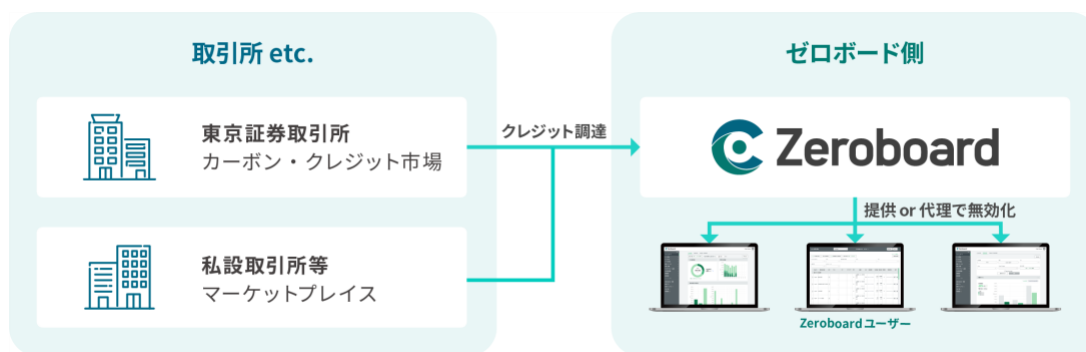 取引所 etc.
東京証券取引所
カーボン・クレジット市場
私設取引所等
マーケットプレイス
クレジット調達
ゼロボード側
Zeroboard
提供 or 代理で無効化
Zeroboardユーザー